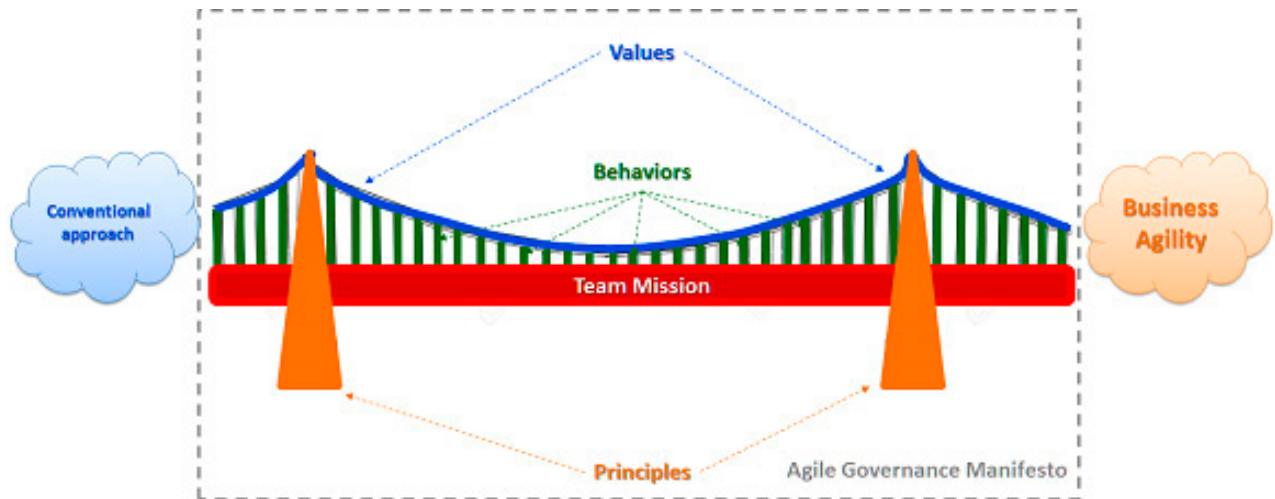 Values
Behaviors
Conventional
approach
Business
Agility
Team Mission
Principles
Agile Governance Manifesto